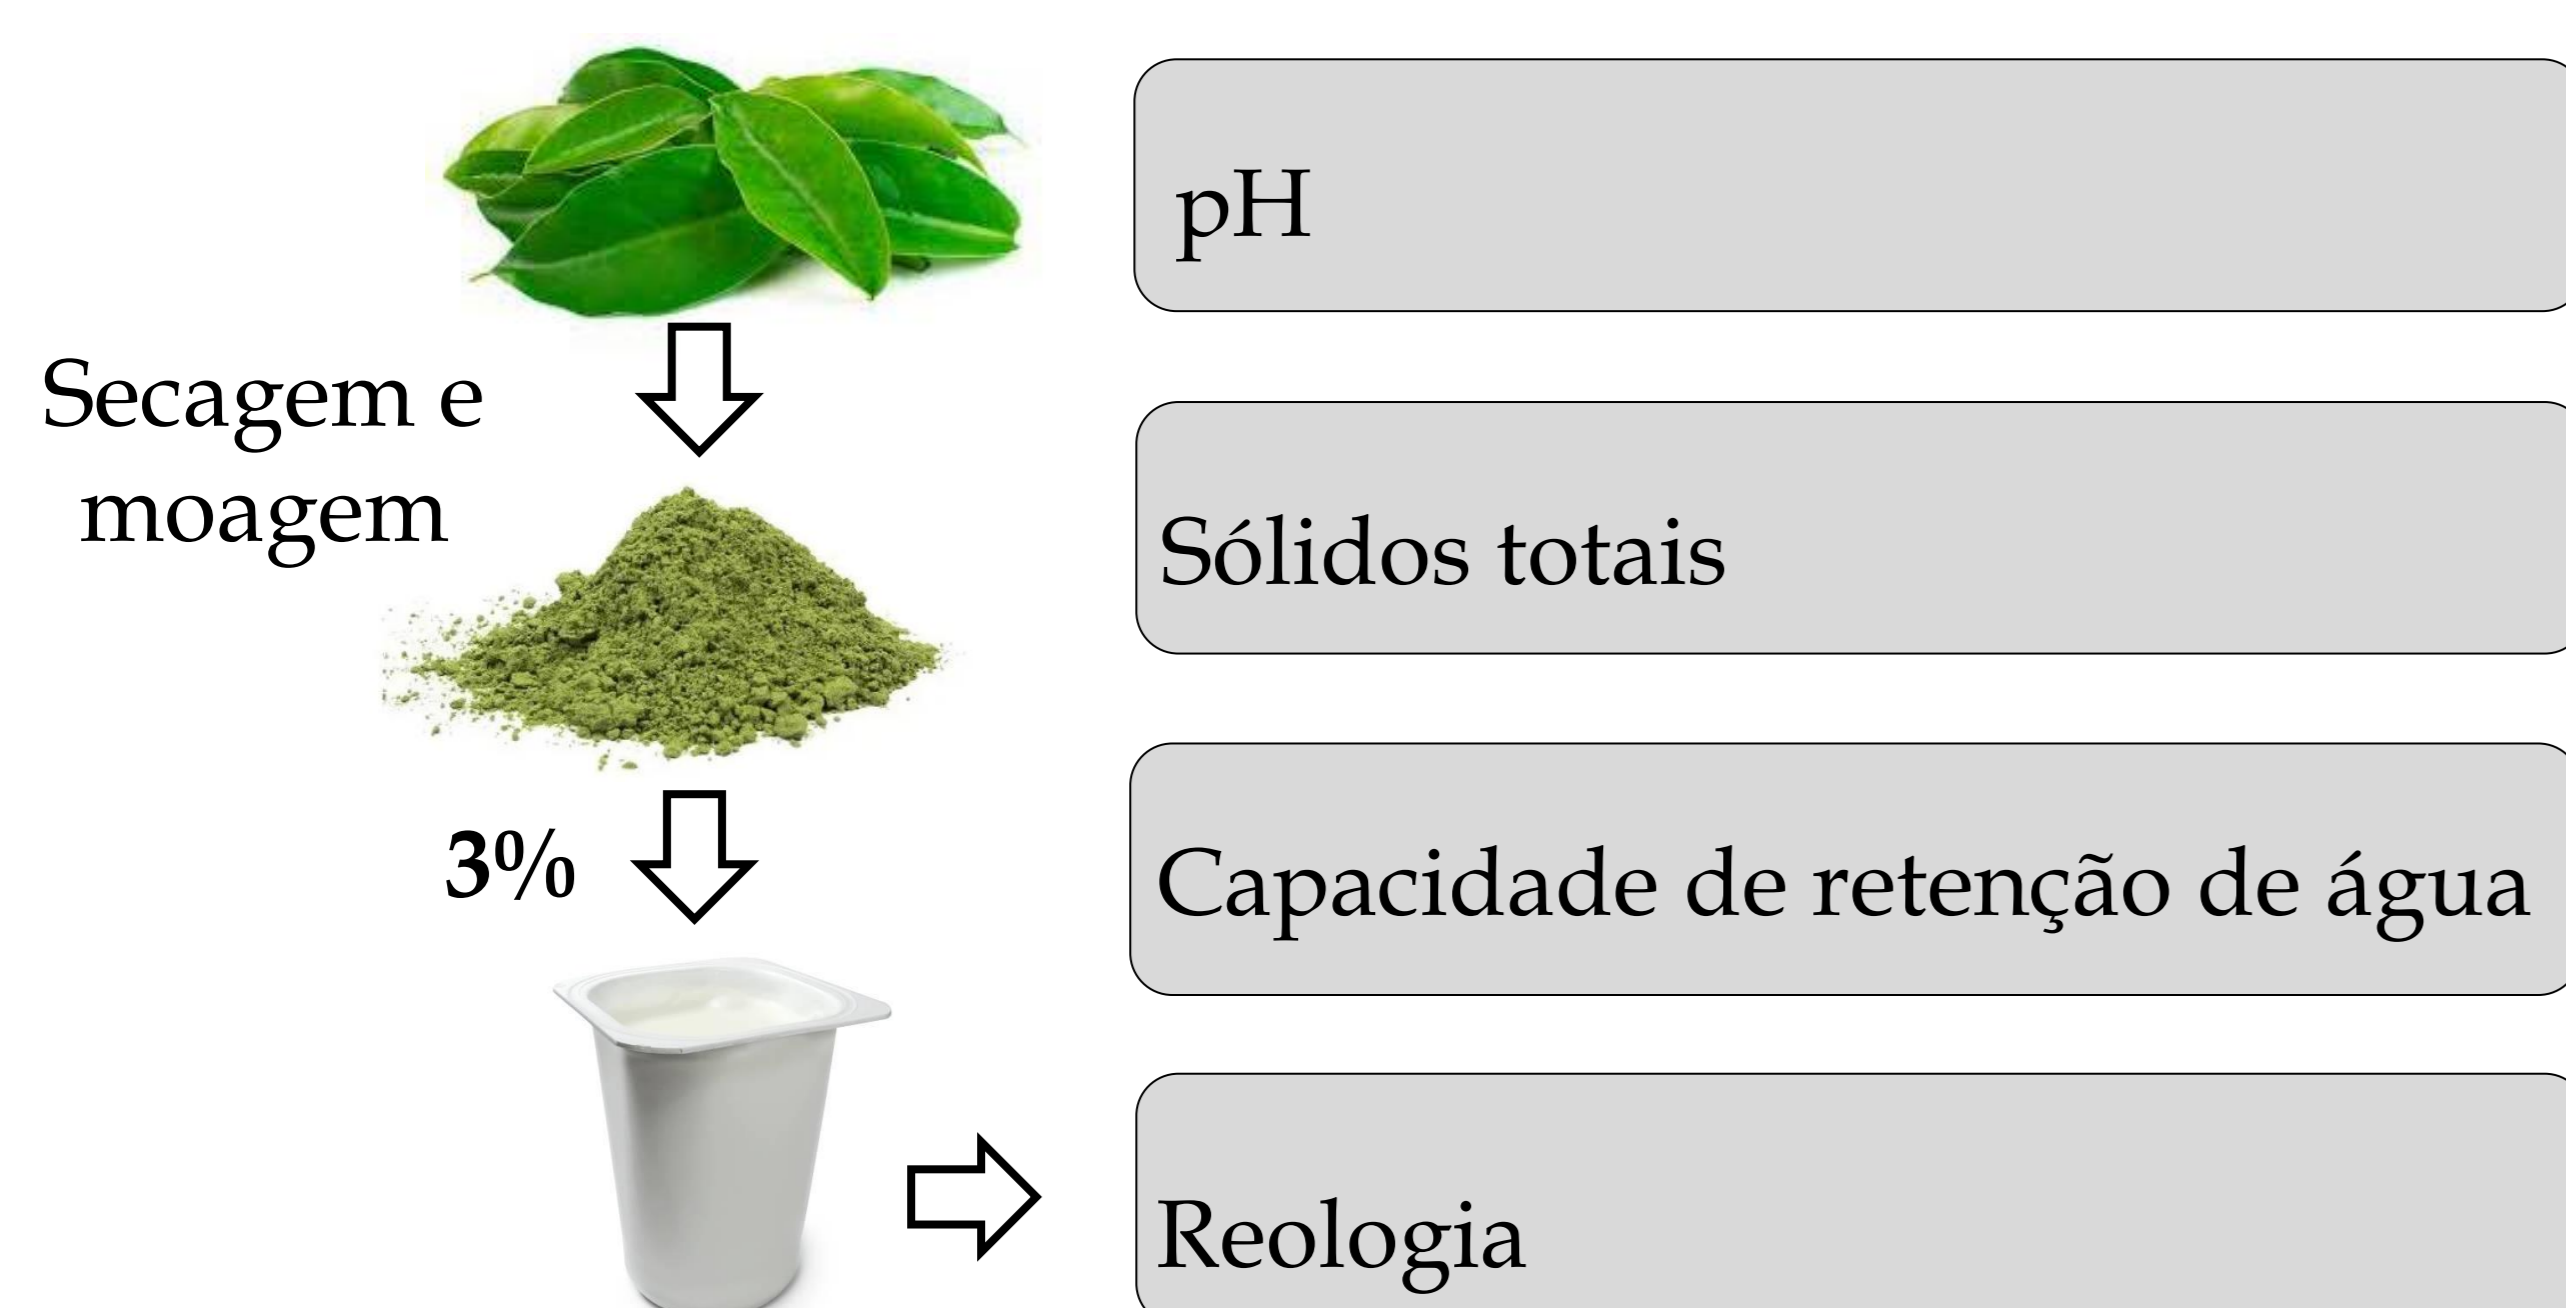 pH
Secagem e
moagem
Sólidos totais
3%
Capacidade de retenção de água
Reologia